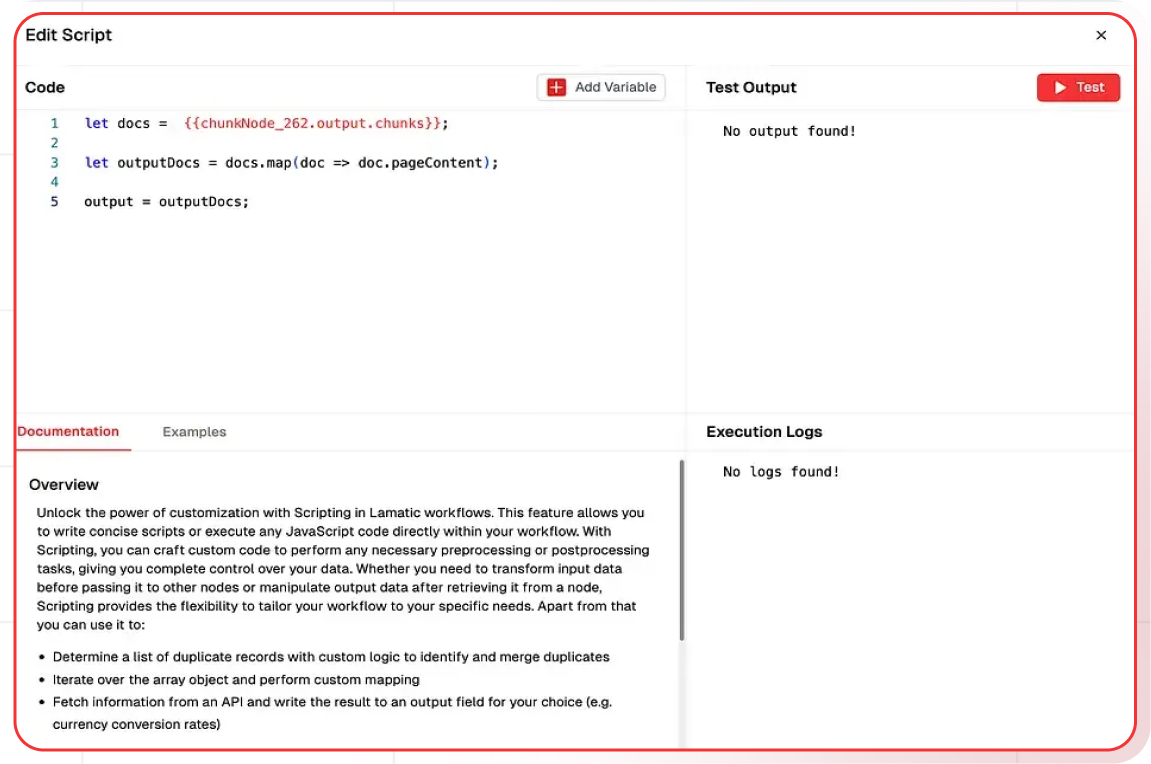 Edit Script
Code
Add Variable
1 let docs = {{chunkNode_262.output.chunks}};
2
3 let outputDocs = docs.map(doc => doc.pageContent);
4
5 output = outputDocs;
Test Output
Test
No output found!
Documentation
Examples
Overview
Unlock the power of customization with Scripting in Lamatic workflows. This feature allows you
to write concise scripts or execute any JavaScript code directly within your workflow. With
Scripting, you can craft custom code to perform any necessary preprocessing or postprocessing
tasks, giving you complete control over your data. Whether you need to transform input data
before passing it to other nodes or manipulate output data after retrieving it from a node,
Scripting provides the flexibility to tailor your workflow to your specific needs. Apart from that
you can use it to:
• Determine a list of duplicate records with custom logic to identify and merge duplicates
• Iterate over the array object and perform custom mapping
• Fetch information from an API and write the result to an output field for your choice (e.g.
currency conversion rates)
Execution Logs
No logs found!